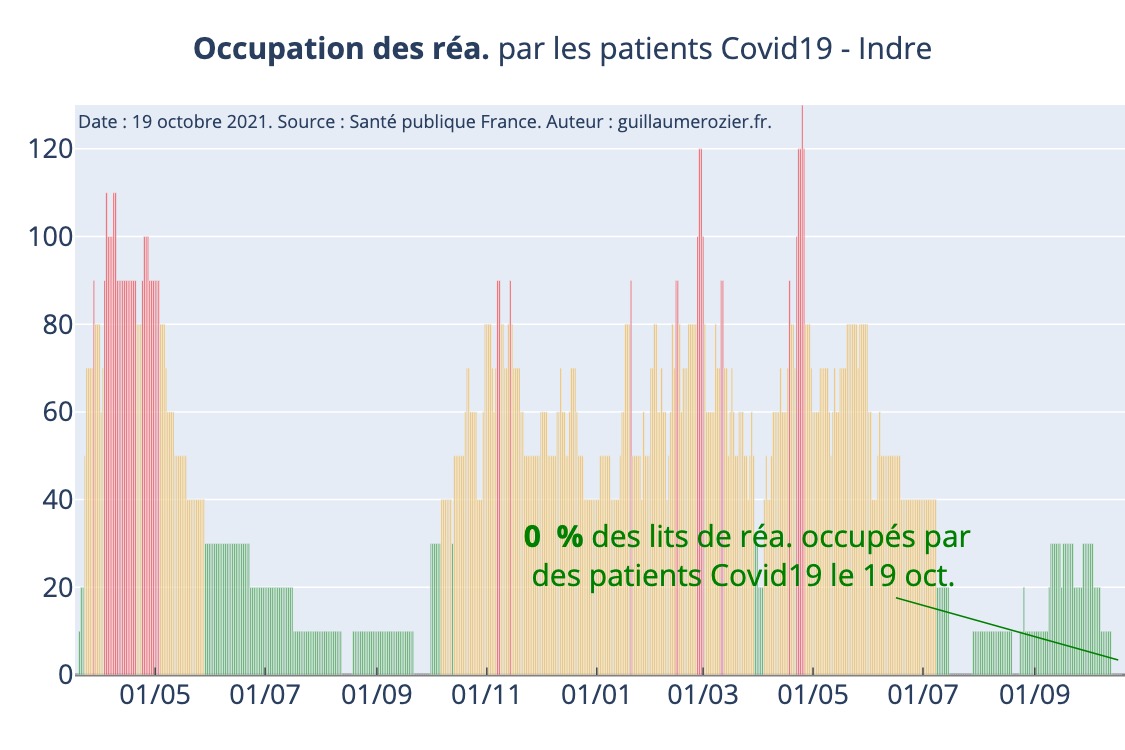 Occupation des réa. par les patients Covid19 - Indre
Date : 19 octobre 2021. Source : Santé publique France. Auteur : guillaumerozier.fr.
120
100
80
60
40
20
0
0 % des lits de réa. occupés par
des patients Covid19 le 19 oct.
01/05 01/07 01/09 01/11 01/01 01/03 01/05 01/07 01/09